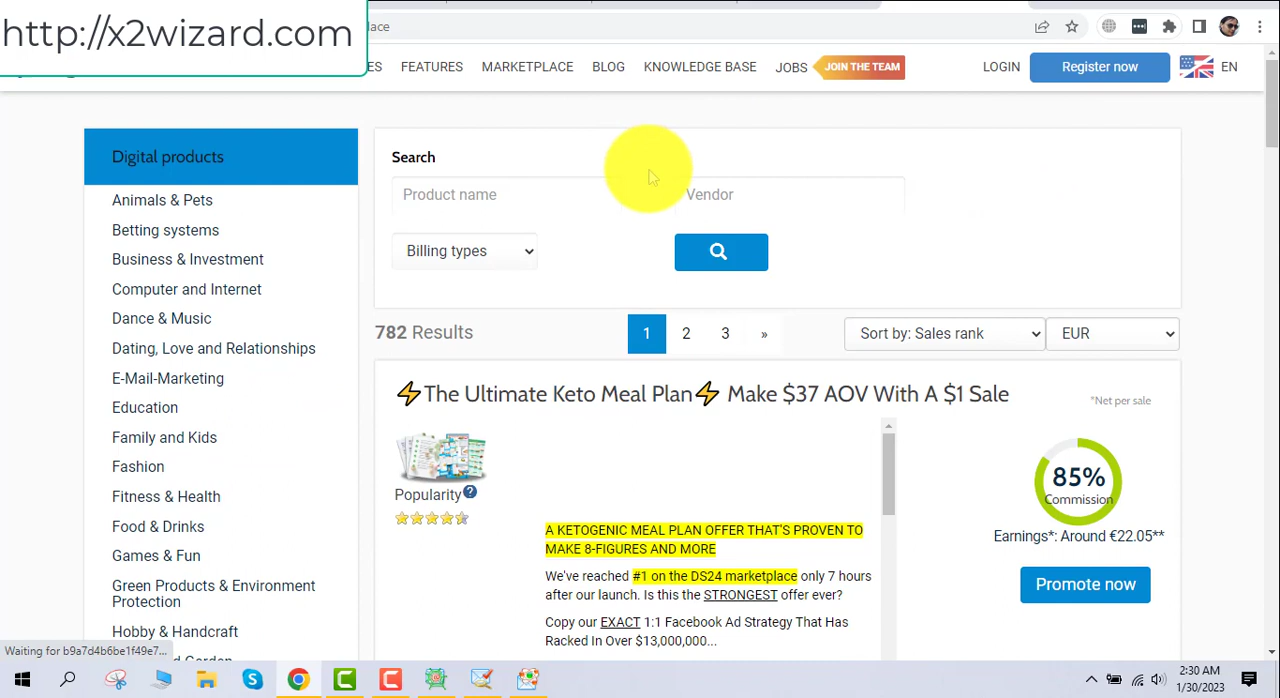 http://x2wizard.com
lace
ES FEATURES MARKETPLACE BLOG KNOWLEDGE BASE JOBS JOIN THE TEAM LOGIN Register now EN
Digital products
Animals & Pets
Betting systems
Business & Investment
Computer and Internet
Dance & Music
Dating, Love and Relationships
E-Mail-Marketing
Education
Family and Kids
Fashion
Fitness & Health
Food & Drinks
Games & Fun
Green Products & Environment
Protection
Hobby & Handcraft
Search
Product name Vendor
Billing types
782 Results 1 2 3 » Sort by: Sales rank EUR
⚡The Ultimate Keto Meal Plan⚡ Make $37 AOV With A $1 Sale
*Net per sale
Popularity
A KETOGENIC MEAL PLAN OFFER THAT'S PROVEN TO
MAKE 8-FIGURES AND MORE
We've reached #1 on the DS24 marketplace only 7 hours
after our launch. Is this the STRONGEST offer ever?
Copy our EXACT 1:1 Facebook Ad Strategy That Has
Racked In Over $13,000,000...
85%
Commission
Earnings*: Around €22.05**
Promote now
Waiting for b9a7d4b6be1f49e7...
2:30 AM
1/30/2023